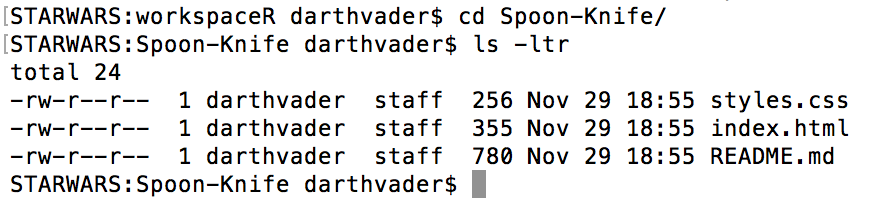 [STARWARS:workspaceR darthvader$ cd Spoon-Knife/
[STARWARS:Spoon-Knife darthvader$ ls -ltr
total 24
-rw-r--r--  1 darthvader  staff  256 Nov 29 18:55 styles.css
-rw-r--r--  1 darthvader  staff  355 Nov 29 18:55 index.html
-rw-r--r--  1 darthvader  staff  780 Nov 29 18:55 README.md
STARWARS:Spoon-Knife darthvader$